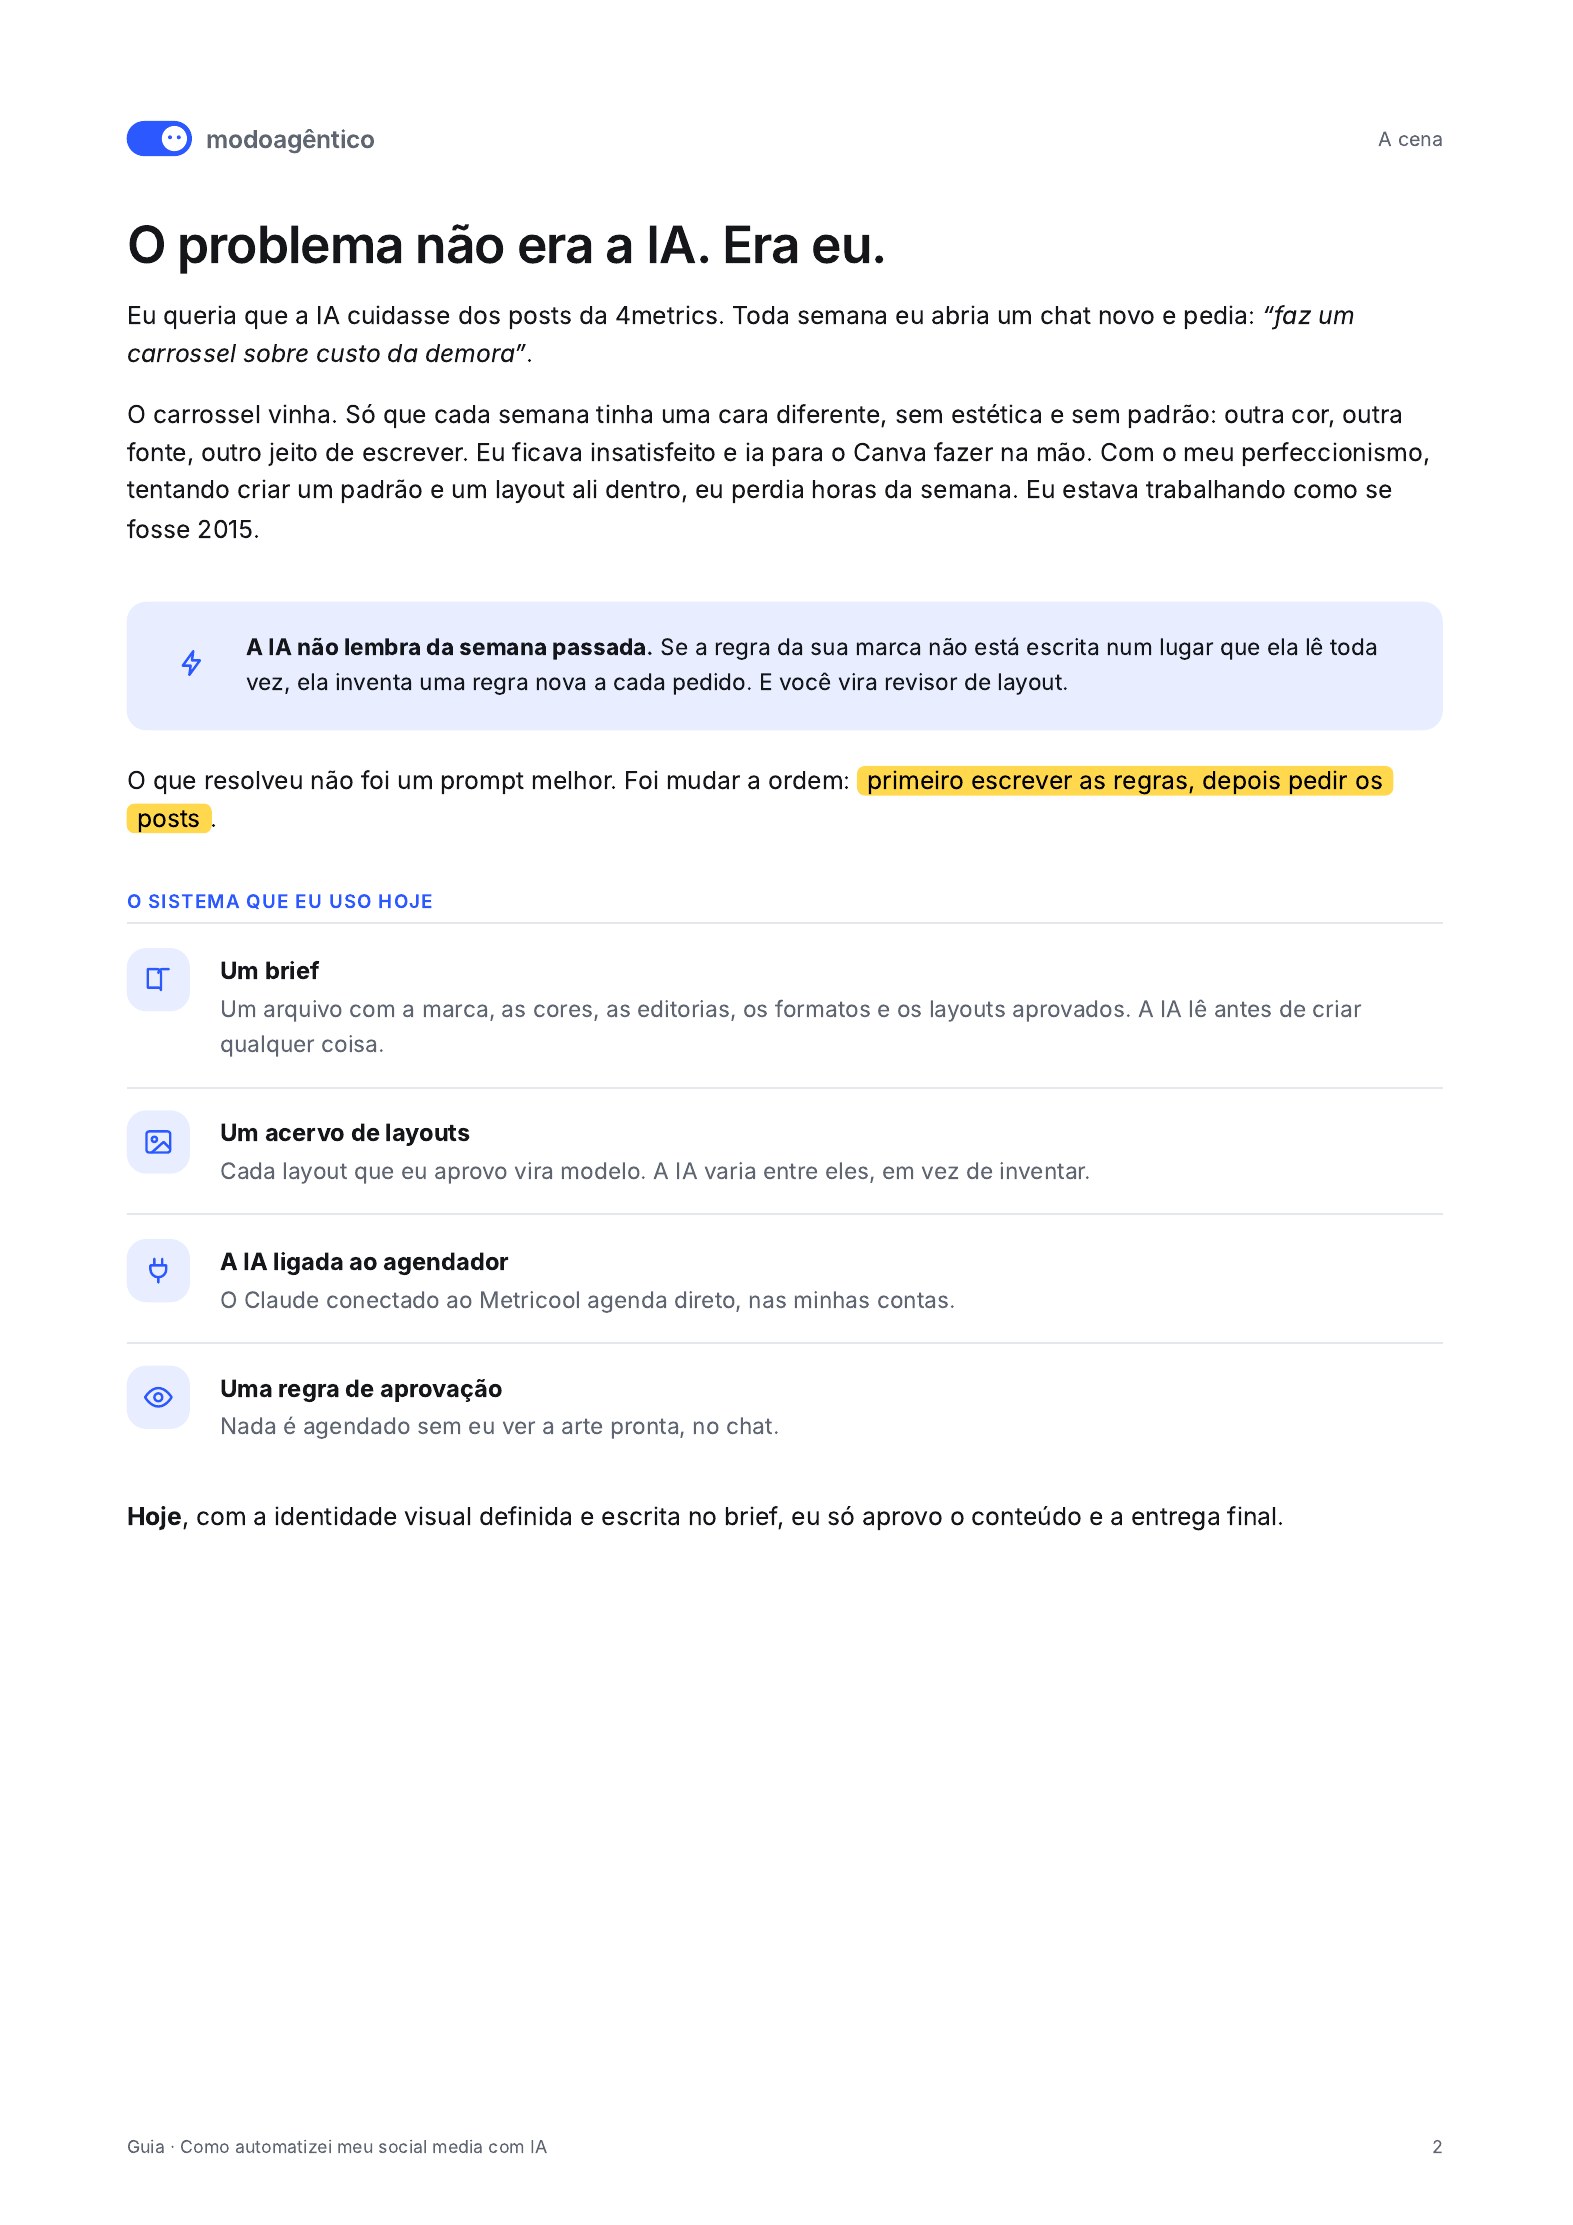 modoagêntico
A cena
O problema não era a IA. Era eu.
Eu queria que a IA cuidasse dos posts da 4metrics. Toda semana eu abria um chat novo e pedia: “faz um
carrossel sobre custo da demora”.
O carrossel vinha. Só que cada semana tinha uma cara diferente, sem estética e sem padrão: outra cor, outra
fonte, outro jeito de escrever. Eu ficava insatisfeito e ia para o Canva fazer na mão. Com o meu perfeccionismo,
tentando criar um padrão e um layout ali dentro, eu perdia horas da semana. Eu estava trabalhando como se
fosse 2015.
A IA não lembra da semana passada. Se a regra da sua marca não está escrita num lugar que ela lê toda
vez, ela inventa uma regra nova a cada pedido. E você vira revisor de layout.
O que resolveu não foi um prompt melhor. Foi mudar a ordem: primeiro escrever as regras, depois pedir os
posts.
O SISTEMA QUE EU USO HOJE
Um brief
Um arquivo com a marca, as cores, as editorias, os formatos e os layouts aprovados. A IA lê antes de criar
qualquer coisa.
Um acervo de layouts
Cada layout que eu aprovo vira modelo. A IA varia entre eles, em vez de inventar.
A IA ligada ao agendador
O Claude conectado ao Metricool agenda direto, nas minhas contas.
Uma regra de aprovação
Nada é agendado sem eu ver a arte pronta, no chat.
Hoje, com a identidade visual definida e escrita no brief, eu só aprovo o conteúdo e a entrega final.
Guia · Como automatizei meu social media com IA
2